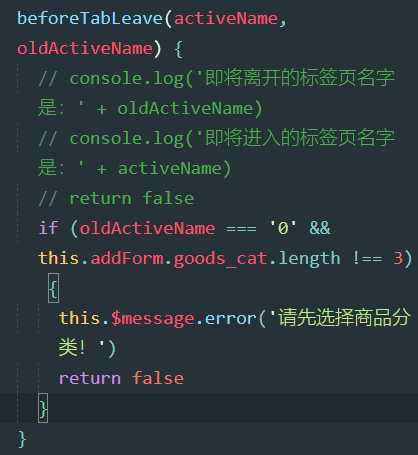 beforeTabLeave(activeName,
oldActiveName) {
// console.log('即将离开的标签页名字
是：' + oldActiveName)
// console.log('即将进入的标签页名字
是：' + activeName)
// return false
if (oldActiveName === '0' &&
this.addForm.goods_cat.length !== 3)
{
this.$message.error('请先选择商品分
类！')
return false
}
}